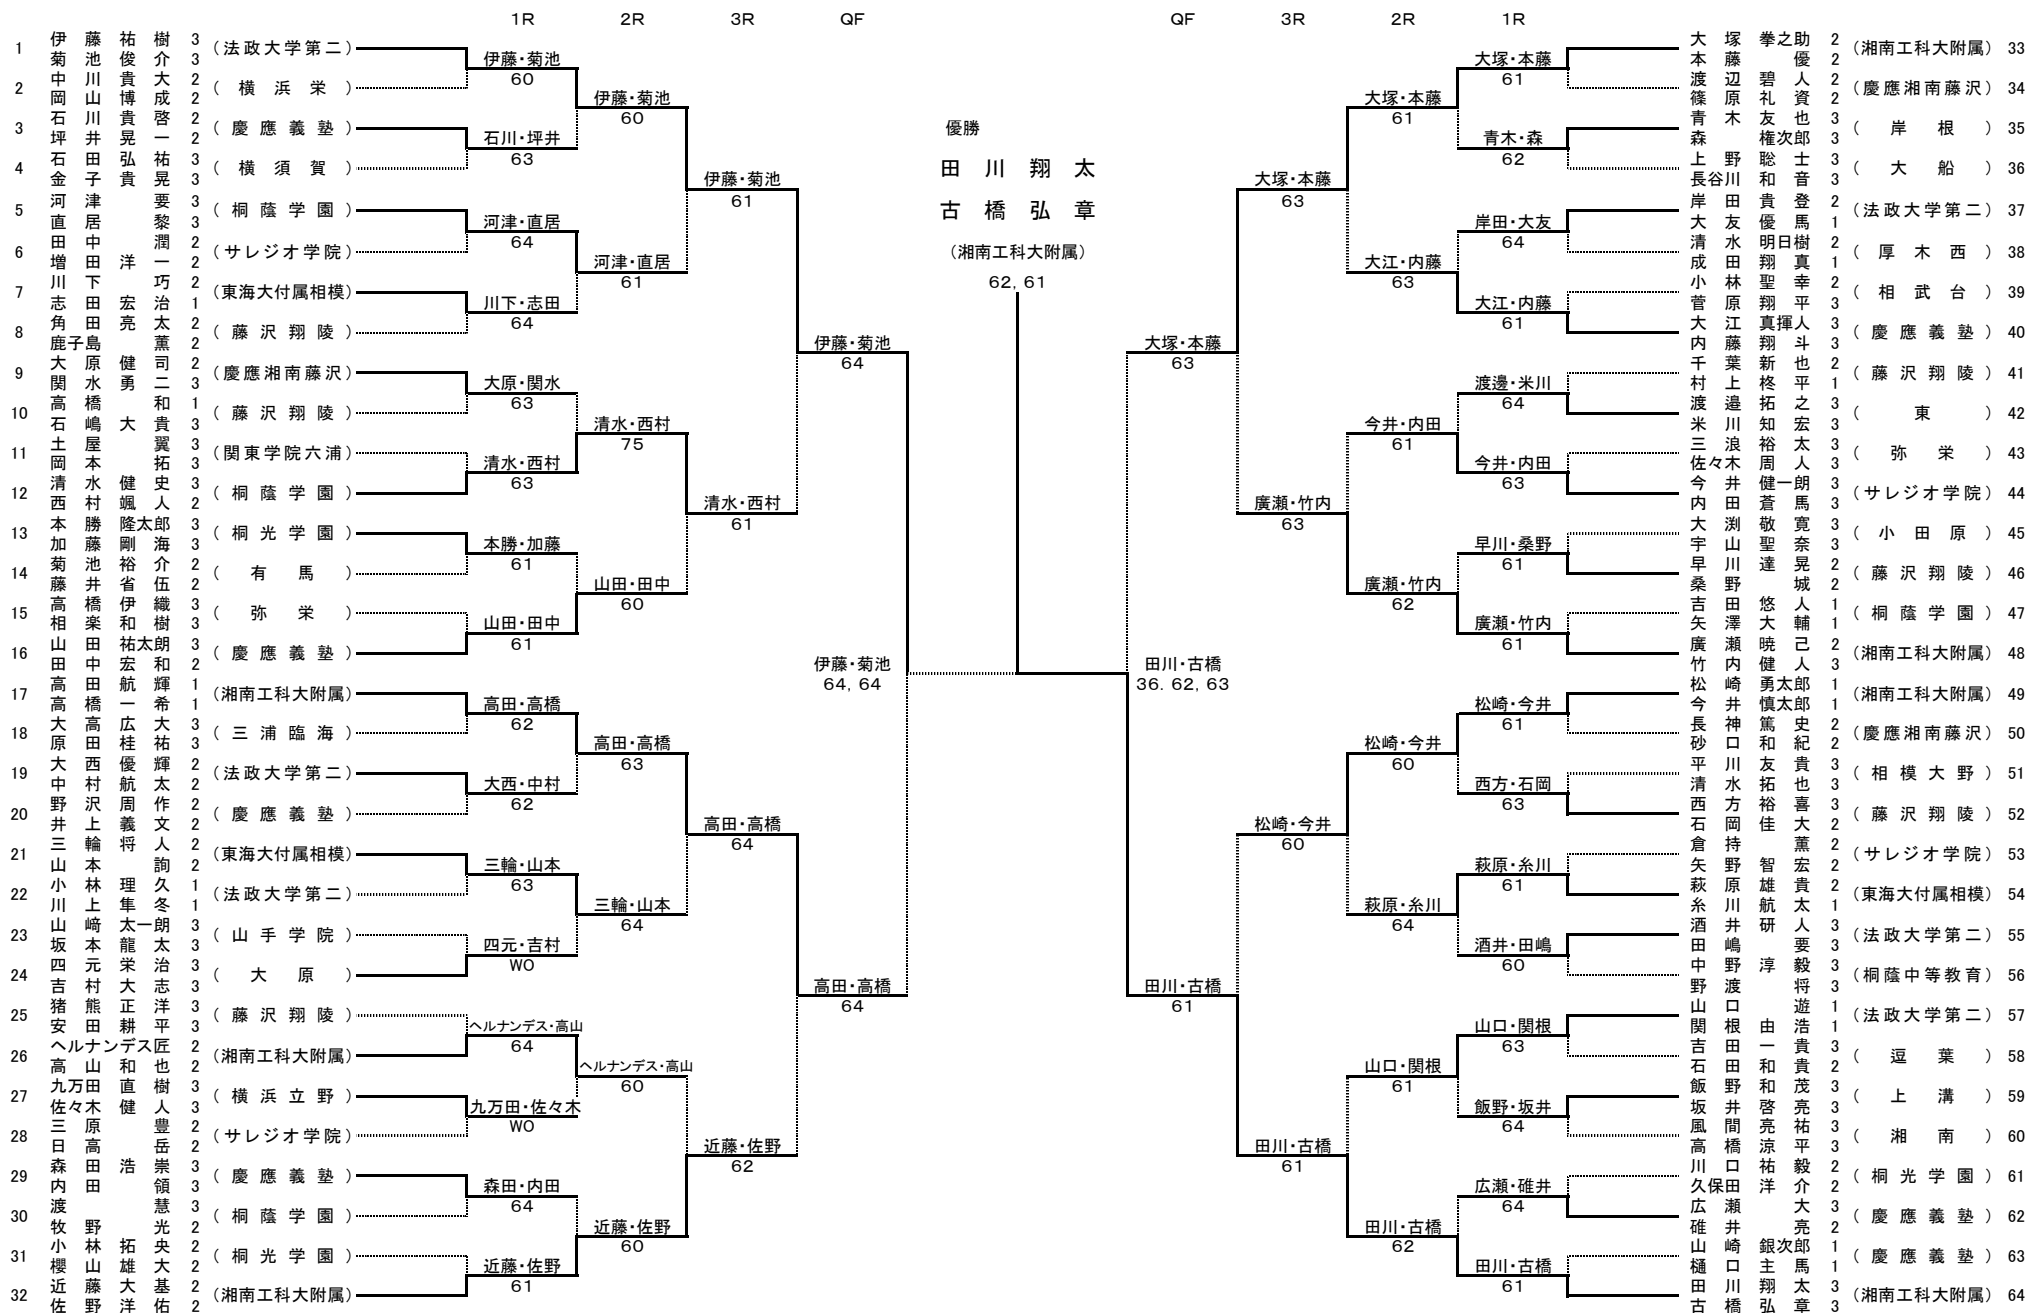 1R 2R 3R QF QF 3R 2R 1R
1 伊藤祐樹 3 菊池俊介 3 (法政大学第二)
2 中川貴大 2 岡山博成 2 (横浜栄)
3 石川貴啓 2 坪井晃一 2 (慶應義塾)
4 石田弘祐 3 金子貴晃 3 (横須賀)
5 河津要 3 直居黎 3 (桐蔭学園)
6 田中潤 2 増田洋一 2 (サレジオ学院)
7 川下巧 2 志田宏治 1 (東海大付属相模)
8 角田亮太 2 鹿子島薫 2 (藤沢翔陵)
9 大原健司 2 関水勇二 3 (慶應湘南藤沢)
10 高橋和 1 石嶋大貴 3 (藤沢翔陵)
11 土屋翼 3 岡本拓 3 (関東学院六浦)
12 清水健史 3 西村颯人 2 (桐蔭学園)
13 本勝隆太郎 3 加藤剛海 3 (桐光学園)
14 菊池裕介 2 藤井省伍 2 (有馬)
15 高橋伊織 3 相楽和樹 3 (弥栄)
16 山田祐太朗 3 田中宏和 2 (慶應義塾)
17 高田航輝 1 高橋一希 1 (湘南工科大附属)
18 大高広大 3 原田桂祐 3 (三浦臨海)
19 大西優輝 2 中村航太 2 (法政大学第二)
20 野沢周作 2 井上義文 2 (慶應義塾)
21 三輪将人 2 山本詢 2 (東海大付属相模)
22 小林理久 1 川上隼冬 1 (法政大学第二)
23 山﨑太一朗 3 坂本龍太 3 (山手学院)
24 四元栄治 3 吉村大志 3 (大原)
25 猪熊正洋 3 安田耕平 3 (藤沢翔陵)
26 ヘルナンデス匠 2 高山和也 2 (湘南工科大附属)
27 九万田直樹 3 佐々木健人 3 (横浜立野)
28 三原豊 2 日高岳 2 (サレジオ学院)
29 森田浩崇 3 内田領 3 (慶應義塾)
30 渡慧 3 牧野光 2 (桐蔭学園)
31 小林拓央 2 櫻山雄大 2 (桐光学園)
32 近藤大基 2 佐野洋佑 2 (湘南工科大附属)
伊藤・菊池 60
石川・坪井 63
河津・直居 64
川下・志田 64
大原・関水 63
清水・西村 63
本勝・加藤 61
山田・田中 61
高田・高橋 62
大西・中村 62
三輪・山本 63
四元・吉村 WO
ヘルナンデス・高山 64
九万田・佐々木 WO
森田・内田 64
近藤・佐野 61
伊藤・菊池 60
河津・直居 61
清水・西村 75
山田・田中 60
高田・高橋 63
三輪・山本 64
ヘルナンデス・高山 60
近藤・佐野 60
伊藤・菊池 61
清水・西村 61
高田・高橋 64
近藤・佐野 62
伊藤・菊池 64
高田・高橋 64
伊藤・菊池 64, 64
優勝
田川翔太
古橋弘章
(湘南工科大附属)
62, 61
田川・古橋 36. 62, 63
大塚・本藤 63
田川・古橋 61
大塚・本藤 63
廣瀬・竹内 63
松崎・今井 60
田川・古橋 61
大塚・本藤 61
大江・内藤 63
今井・内田 61
廣瀬・竹内 62
松崎・今井 60
萩原・糸川 64
山口・関根 61
田川・古橋 62
大塚・本藤 61
青木・森 62
岸田・大友 64
大江・内藤 61
渡邊・米川 64
今井・内田 63
早川・桑野 61
廣瀬・竹内 61
松崎・今井 61
西方・石岡 63
萩原・糸川 61
酒井・田嶋 60
山口・関根 63
飯野・坂井 64
広瀬・碓井 64
田川・古橋 61
大塚拳之助 2 本藤優 2 (湘南工科大附属) 33
渡辺碧人 2 篠原礼資 2 (慶應湘南藤沢) 34
青木友也 3 森権次郎 3 (岸根) 35
上野聡士 3 長谷川和音 3 (大船) 36
岸田貴登 2 大友優馬 1 (法政大学第二) 37
清水明日樹 2 成田翔真 1 (厚木西) 38
小林聖幸 2 菅原翔平 3 (相武台) 39
大江真揮人 3 内藤翔斗 3 (慶應義塾) 40
千葉新也 2 村上柊平 1 (藤沢翔陵) 41
渡邉拓之 3 米川知宏 3 (東) 42
三浪裕太 3 佐々木周人 3 (弥栄) 43
今井健一朗 3 内田蒼馬 3 (サレジオ学院) 44
大渕敬寛 3 宇山聖奈 3 (小田原) 45
早川達晃 2 桑野城 2 (藤沢翔陵) 46
吉田悠人 1 矢澤大輔 1 (桐蔭学園) 47
廣瀬暁己 2 竹内健人 3 (湘南工科大附属) 48
松崎勇太郎 1 今井慎太郎 1 (湘南工科大附属) 49
長神篤史 2 砂口和紀 2 (慶應湘南藤沢) 50
平川友貴 3 清水拓也 3 (相模大野) 51
西方裕喜 3 石岡佳大 2 (藤沢翔陵) 52
倉持薫 2 矢野智宏 2 (サレジオ学院) 53
萩原雄貴 2 糸川航太 1 (東海大付属相模) 54
酒井研人 3 田嶋要 3 (法政大学第二) 55
中野淳毅 3 野渡将 3 (桐蔭中等教育) 56
山口遊 1 関根由浩 1 (法政大学第二) 57
吉田一貴 3 石田和貴 2 (逗葉) 58
飯野和茂 3 坂井啓亮 3 (上溝) 59
風間亮祐 3 高橋涼平 3 (湘南) 60
川口祐毅 2 久保田洋介 2 (桐光学園) 61
広瀬大 3 碓井亮 2 (慶應義塾) 62
山崎銀次郎 1 樋口主馬 1 (慶應義塾) 63
田川翔太 3 古橋弘章 3 (湘南工科大附属) 64